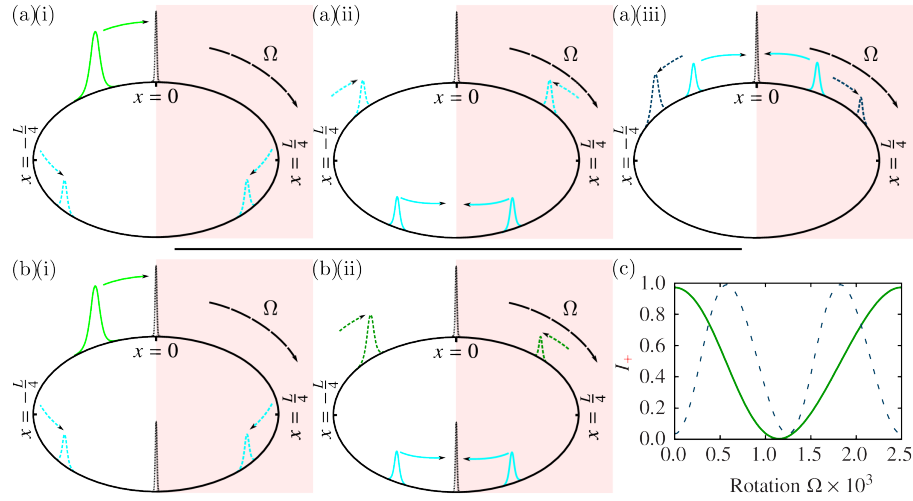 (a)(i)
Ω
x = 0
x = −L/4
x = L/4
(a)(ii)
Ω
x = 0
x = −L/4
x = L/4
(a)(iii)
Ω
x = 0
x = −L/4
x = L/4
(b)(i)
Ω
x = 0
x = −L/4
x = L/4
(b)(ii)
Ω
x = 0
x = −L/4
x = L/4
(c)
1.0
0.8
0.6
0.4
0.2
0.0
I₊
0.0 0.5 1.0 1.5 2.0 2.5
Rotation Ω × 10³